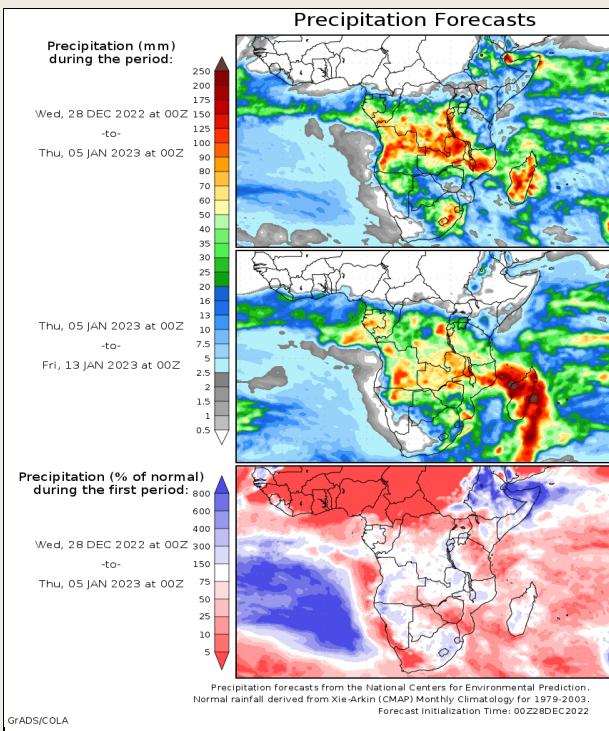 Precipitation Forecasts
Precipitation (mm)
during the period:
Wed, 28 DEC 2022 at 00Z
-to-
Thu, 05 JAN 2023 at 00Z
250
200
175
150
125
100
90
80
70
60
50
40
35
30
25
20
16
13
10
7.5
5
2.5
2
1.5
1
0.5
Thu, 05 JAN 2023 at 00Z
-to-
Fri, 13 JAN 2023 at 00Z
Precipitation (% of normal)
during the first period:
Wed, 28 DEC 2022 at 00Z
-to-
Thu, 05 JAN 2023 at 00Z
800
600
400
300
150
75
50
25
10
5
Precipitation forecasts from the National Centers for Environmental Prediction.
Normal rainfall derived from Xie-Arkin (CMAP) Monthly Climatology for 1979-2003.
Forecast Initialization Time: 00Z28DEC2022
GrADS/COLA